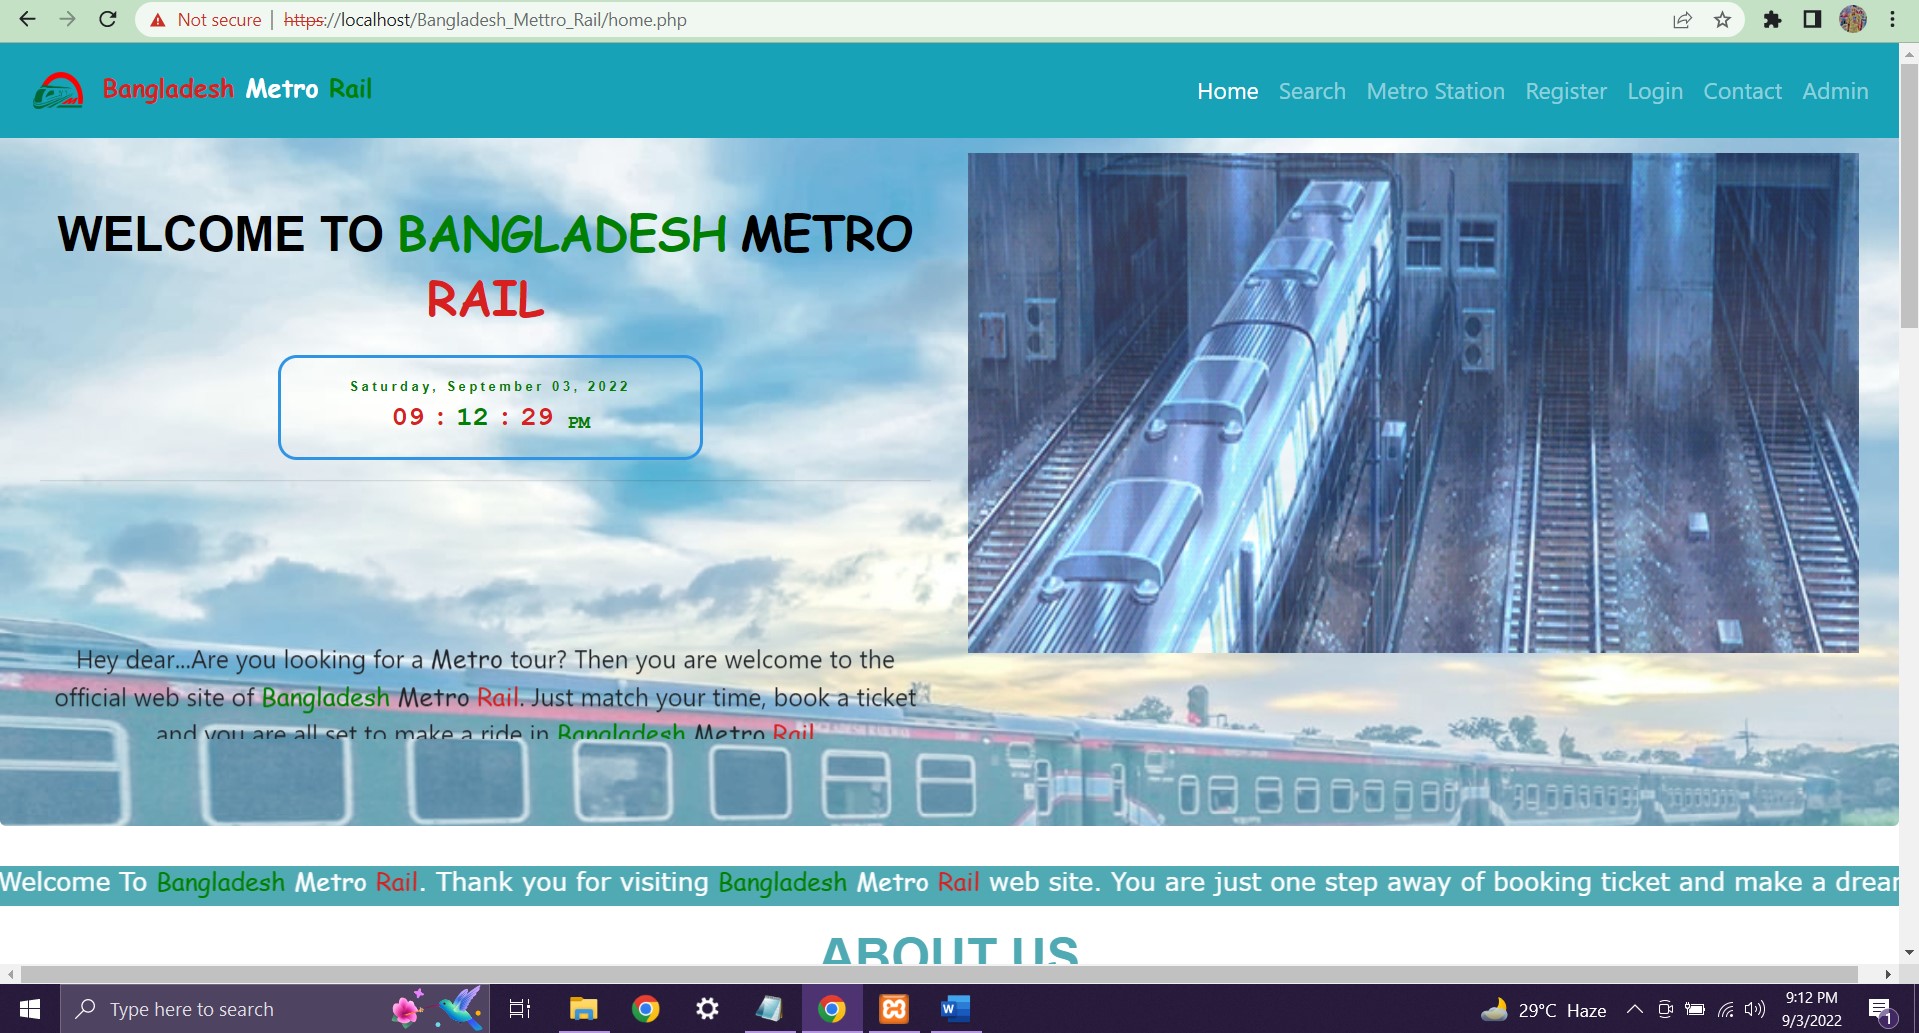 Not secure | https://localhost/Bangladesh_Mettro_Rail/home.php
Bangladesh Metro Rail
Home Search Metro Station Register Login Contact Admin
WELCOME TO BANGLADESH METRO
RAIL
Saturday, September 03, 2022
09 : 12 : 29 PM
Hey dear...Are you looking for a Metro tour? Then you are welcome to the
official web site of Bangladesh Metro Rail. Just match your time, book a ticket
and you are all set to make a ride in Bangladesh Metro Rail
Welcome To Bangladesh Metro Rail. Thank you for visiting Bangladesh Metro Rail web site. You are just one step away of booking ticket and make a drear
ABOUT US
Type here to search
29°C Haze
9:12 PM
9/3/2022
1